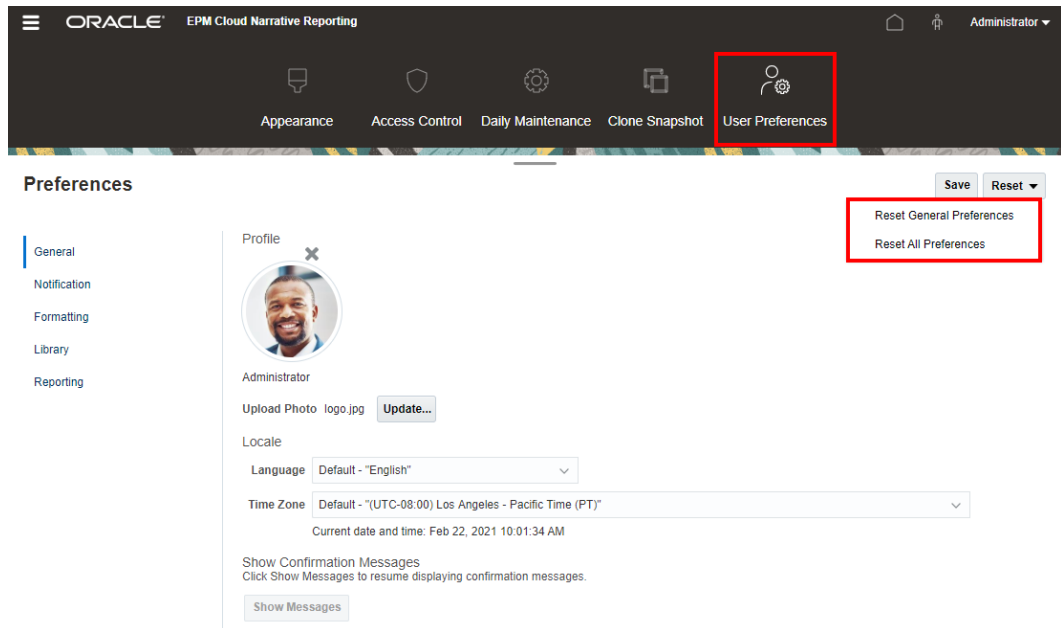 ORACLE EPM Cloud Narrative Reporting Administrator
Appearance Access Control Daily Maintenance Clone Snapshot User Preferences
Preferences Save Reset
Reset General Preferences
Reset All Preferences
General
Notification
Formatting
Library
Reporting
Profile
Administrator
Upload Photo logo.jpg Update...
Locale
Language Default - "English"
Time Zone Default - "(UTC-08:00) Los Angeles - Pacific Time (PT)"
Current date and time: Feb 22, 2021 10:01:34 AM
Show Confirmation Messages
Click Show Messages to resume displaying confirmation messages.
Show Messages